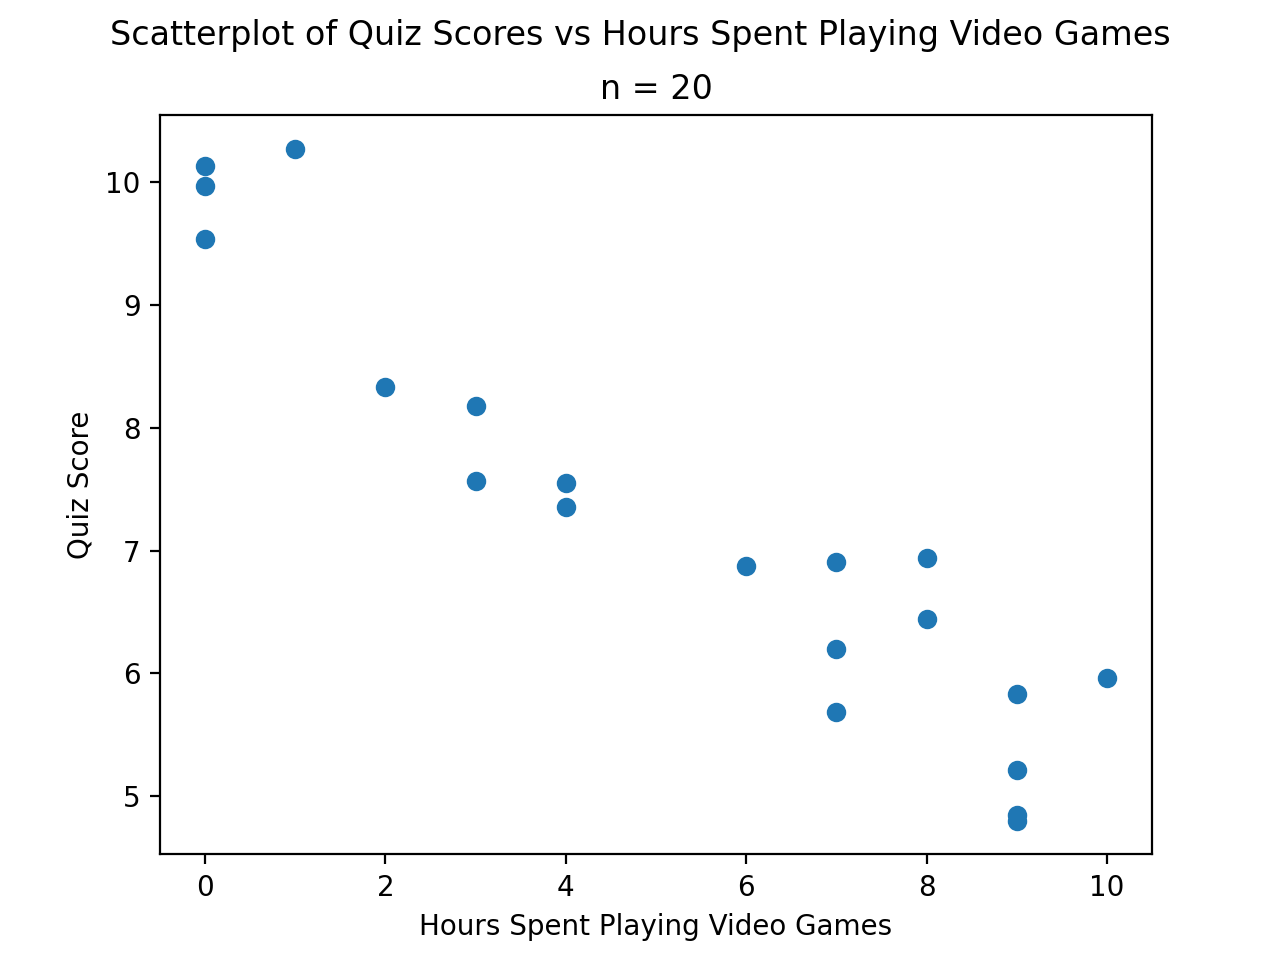 Scatterplot of Quiz Scores vs Hours Spent Playing Video Games
n = 20
10
9
8
7
6
5
Quiz Score
0 2 4 6 8 10
Hours Spent Playing Video Games